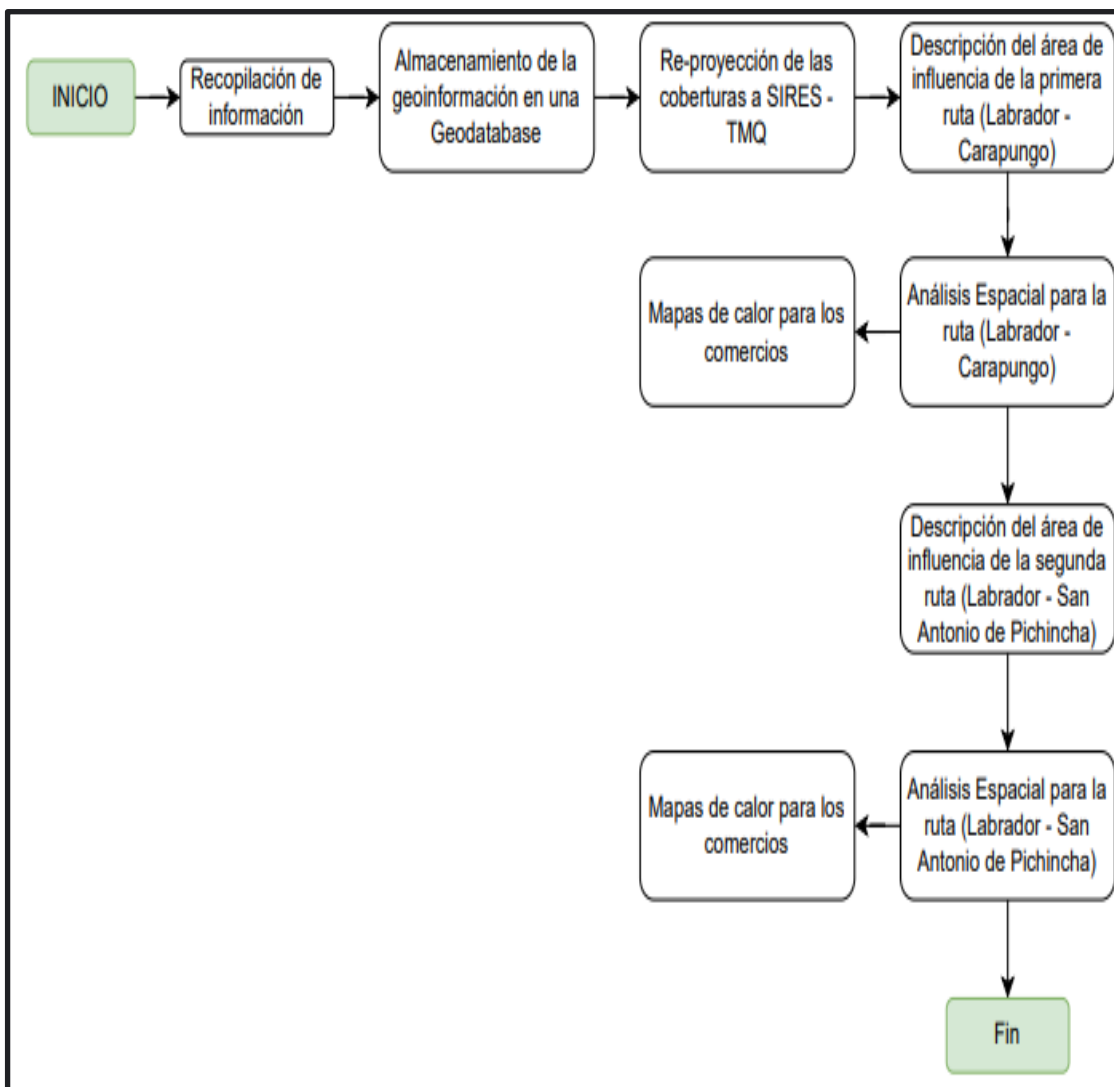 INICIO
Recopilación de
información
Almacenamiento de la
geoinformación en una
Geodatabase
Re-proyección de las
coberturas a SIRES -
TMQ
Descripción del área de
influencia de la primera
ruta (Labrador -
Carapungo)
Mapas de calor para los
comercios
Análisis Espacial para la
ruta (Labrador -
Carapungo)
Descripción del área de
influencia de la segunda
ruta (Labrador - San
Antonio de Pichincha)
Mapas de calor para los
comercios
Análisis Espacial para la
ruta (Labrador - San
Antonio de Pichincha)
Fin